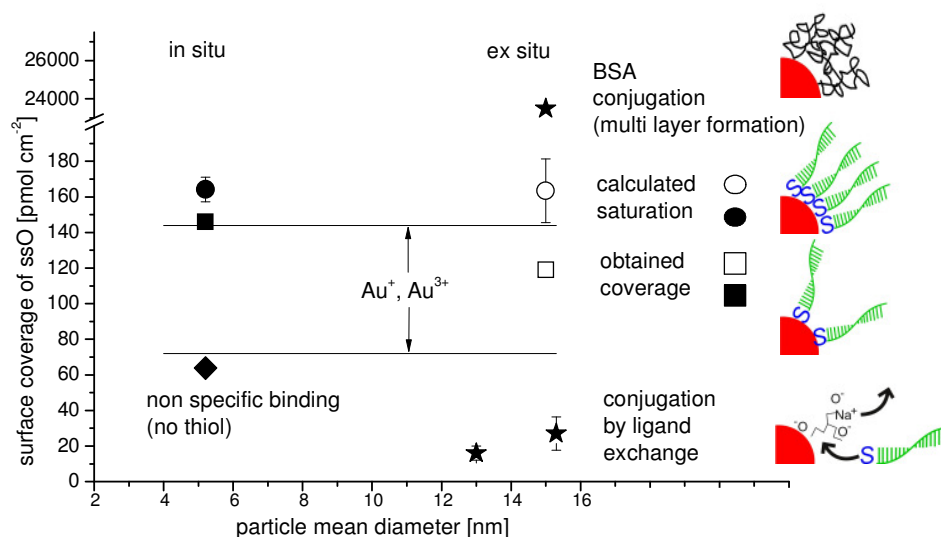 in situ
ex situ
26000
24000
160
140
120
100
80
60
40
20
0
2
4
6
8
10
12
14
16
surface coverage of ssO [pmol cm⁻²]
particle mean diameter [nm]
Au⁺, Au³⁺
non specific binding
(no thiol)
BSA
conjugation
(multi layer formation)
calculated
saturation
obtained
coverage
conjugation
by ligand
exchange
S
S
S
S
S
S
O⁻
Na⁺
⁻O
O⁻
S